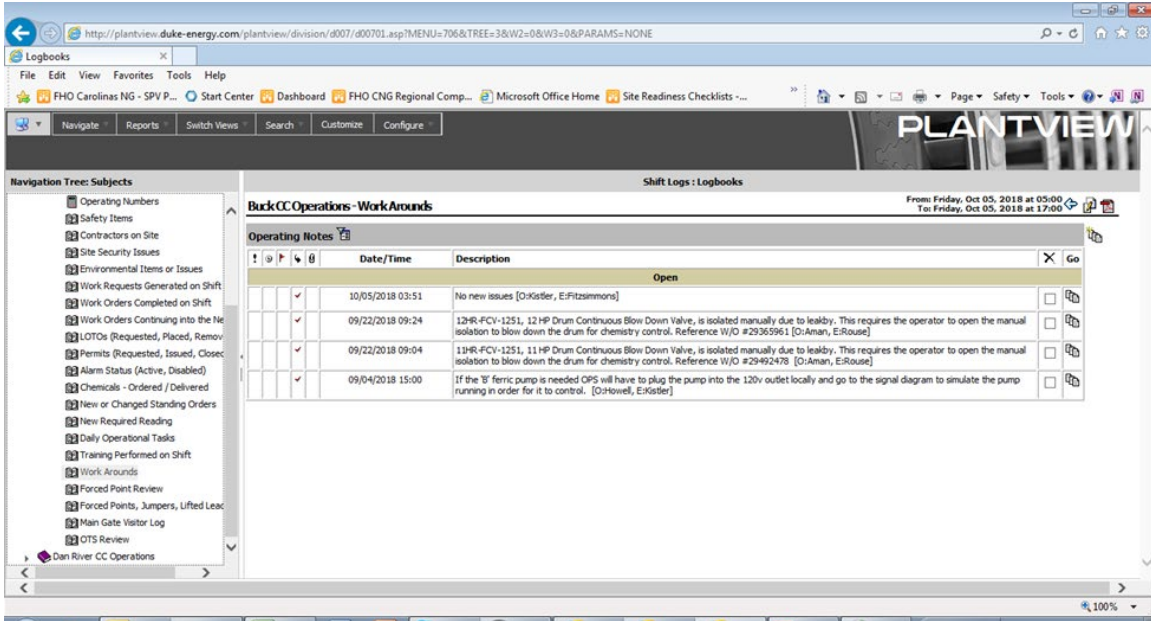 http://plantview.duke-energy.com/plantview/division/d007/d00701.asp?MENU=706&TREE=3&W2=0&W3=0&PARAMS=NONE
Logbooks
File Edit View Favorites Tools Help
FHO Carolinas NG - SPV P... Start Center Dashboard FHO CNG Regional Comp... Microsoft Office Home Site Readiness Checklists -... Page Safety Tools
Navigate Reports Switch Views Search Customize Configure
PLANTVIEW
Navigation Tree: Subjects
Operating Numbers
Safety Items
Contractors on Site
Site Security Issues
Environmental Items or Issues
Work Requests Generated on Shift
Work Orders Completed on Shift
Work Orders Continuing into the Ne
LOTOs (Requested, Placed, Remov
Permits (Requested, Issued, Closed
Alarm Status (Active, Disabled)
Chemicals - Ordered / Delivered
New or Changed Standing Orders
New Required Reading
Daily Operational Tasks
Training Performed on Shift
Work Arounds
Forced Point Review
Forced Points, Jumpers, Lifted Lead
Main Gate Visitor Log
OTS Review
Dan River CC Operations
Shift Logs : Logbooks
Buck CC Operations - Work Arounds
From: Friday, Oct 05, 2018 at 05:00
To: Friday, Oct 05, 2018 at 17:00
Operating Notes
Date/Time Description Go
Open
10/05/2018 03:51 No new issues [O:Kistler, E:Fitzsimmons]
09/22/2018 09:24 12HR-FCV-1251, 12 HP Drum Continuous Blow Down Valve, is isolated manually due to leakby. This requires the operator to open the manual
isolation to blow down the drum for chemistry control. Reference W/O #29365961 [O:Aman, E:Rouse]
09/22/2018 09:04 11HR-FCV-1251, 11 HP Drum Continuous Blow Down Valve, is isolated manually due to leakby. This requires the operator to open the manual
isolation to blow down the drum for chemistry control. Reference W/O #29492478 [O:Aman, E:Rouse]
09/04/2018 15:00 If the 'B' ferric pump is needed OPS will have to plug the pump into the 120v outlet locally and go to the signal diagram to simulate the pump
running in order for it to control. [O:Howell, E:Kistler]
100%